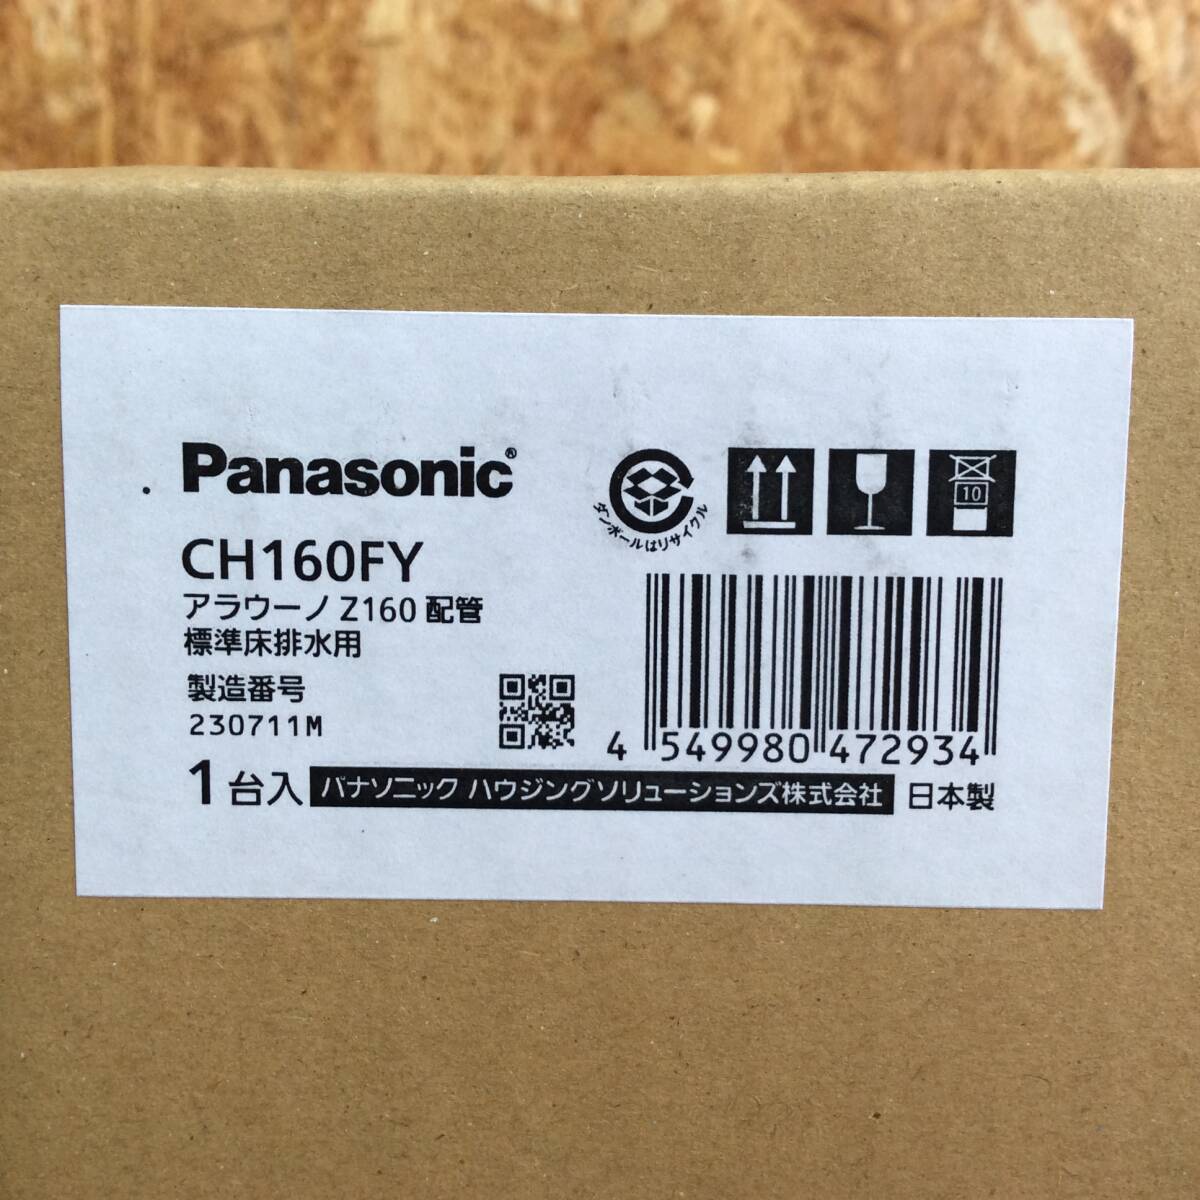 Panasonic®
CH160FY
アラウーノ Z160 配管
標準床排水用
製造番号
230711M
1台入
パナソニック ハウジングソリューションズ株式会社
日本製
ダンボールはリサイクル
10
4 549980 472934